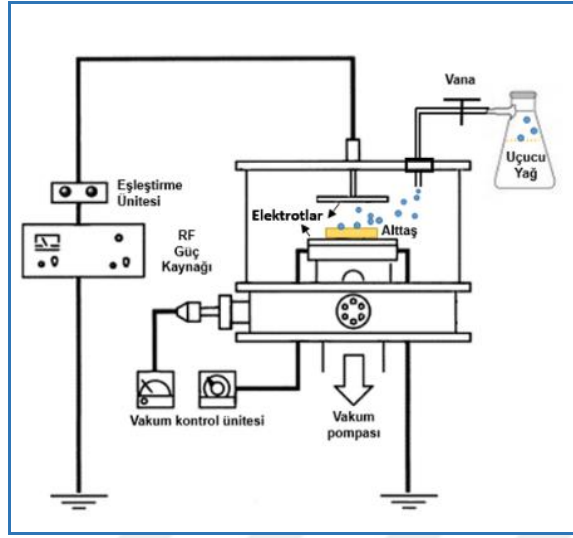 Vana
Uçucu
Yağ
Eşleştirme
Ünitesi
Elektrotlar
Alttaş
RF
Güç
Kaynağı
Vakum kontrol ünitesi
Vakum
pompası